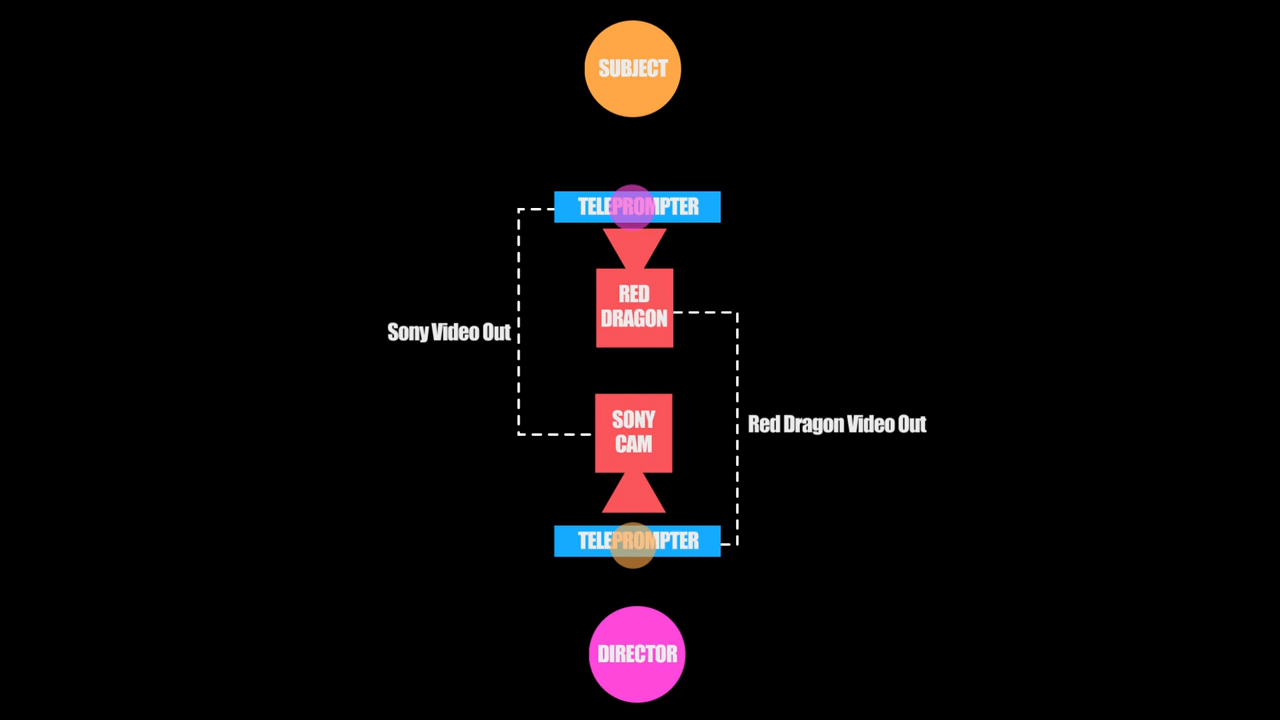 SUBJECT
TELEPROMPTER
RED
DRAGON
Sony Video Out
SONY
CAM
Red Dragon Video Out
TELEPROMPTER
DIRECTOR